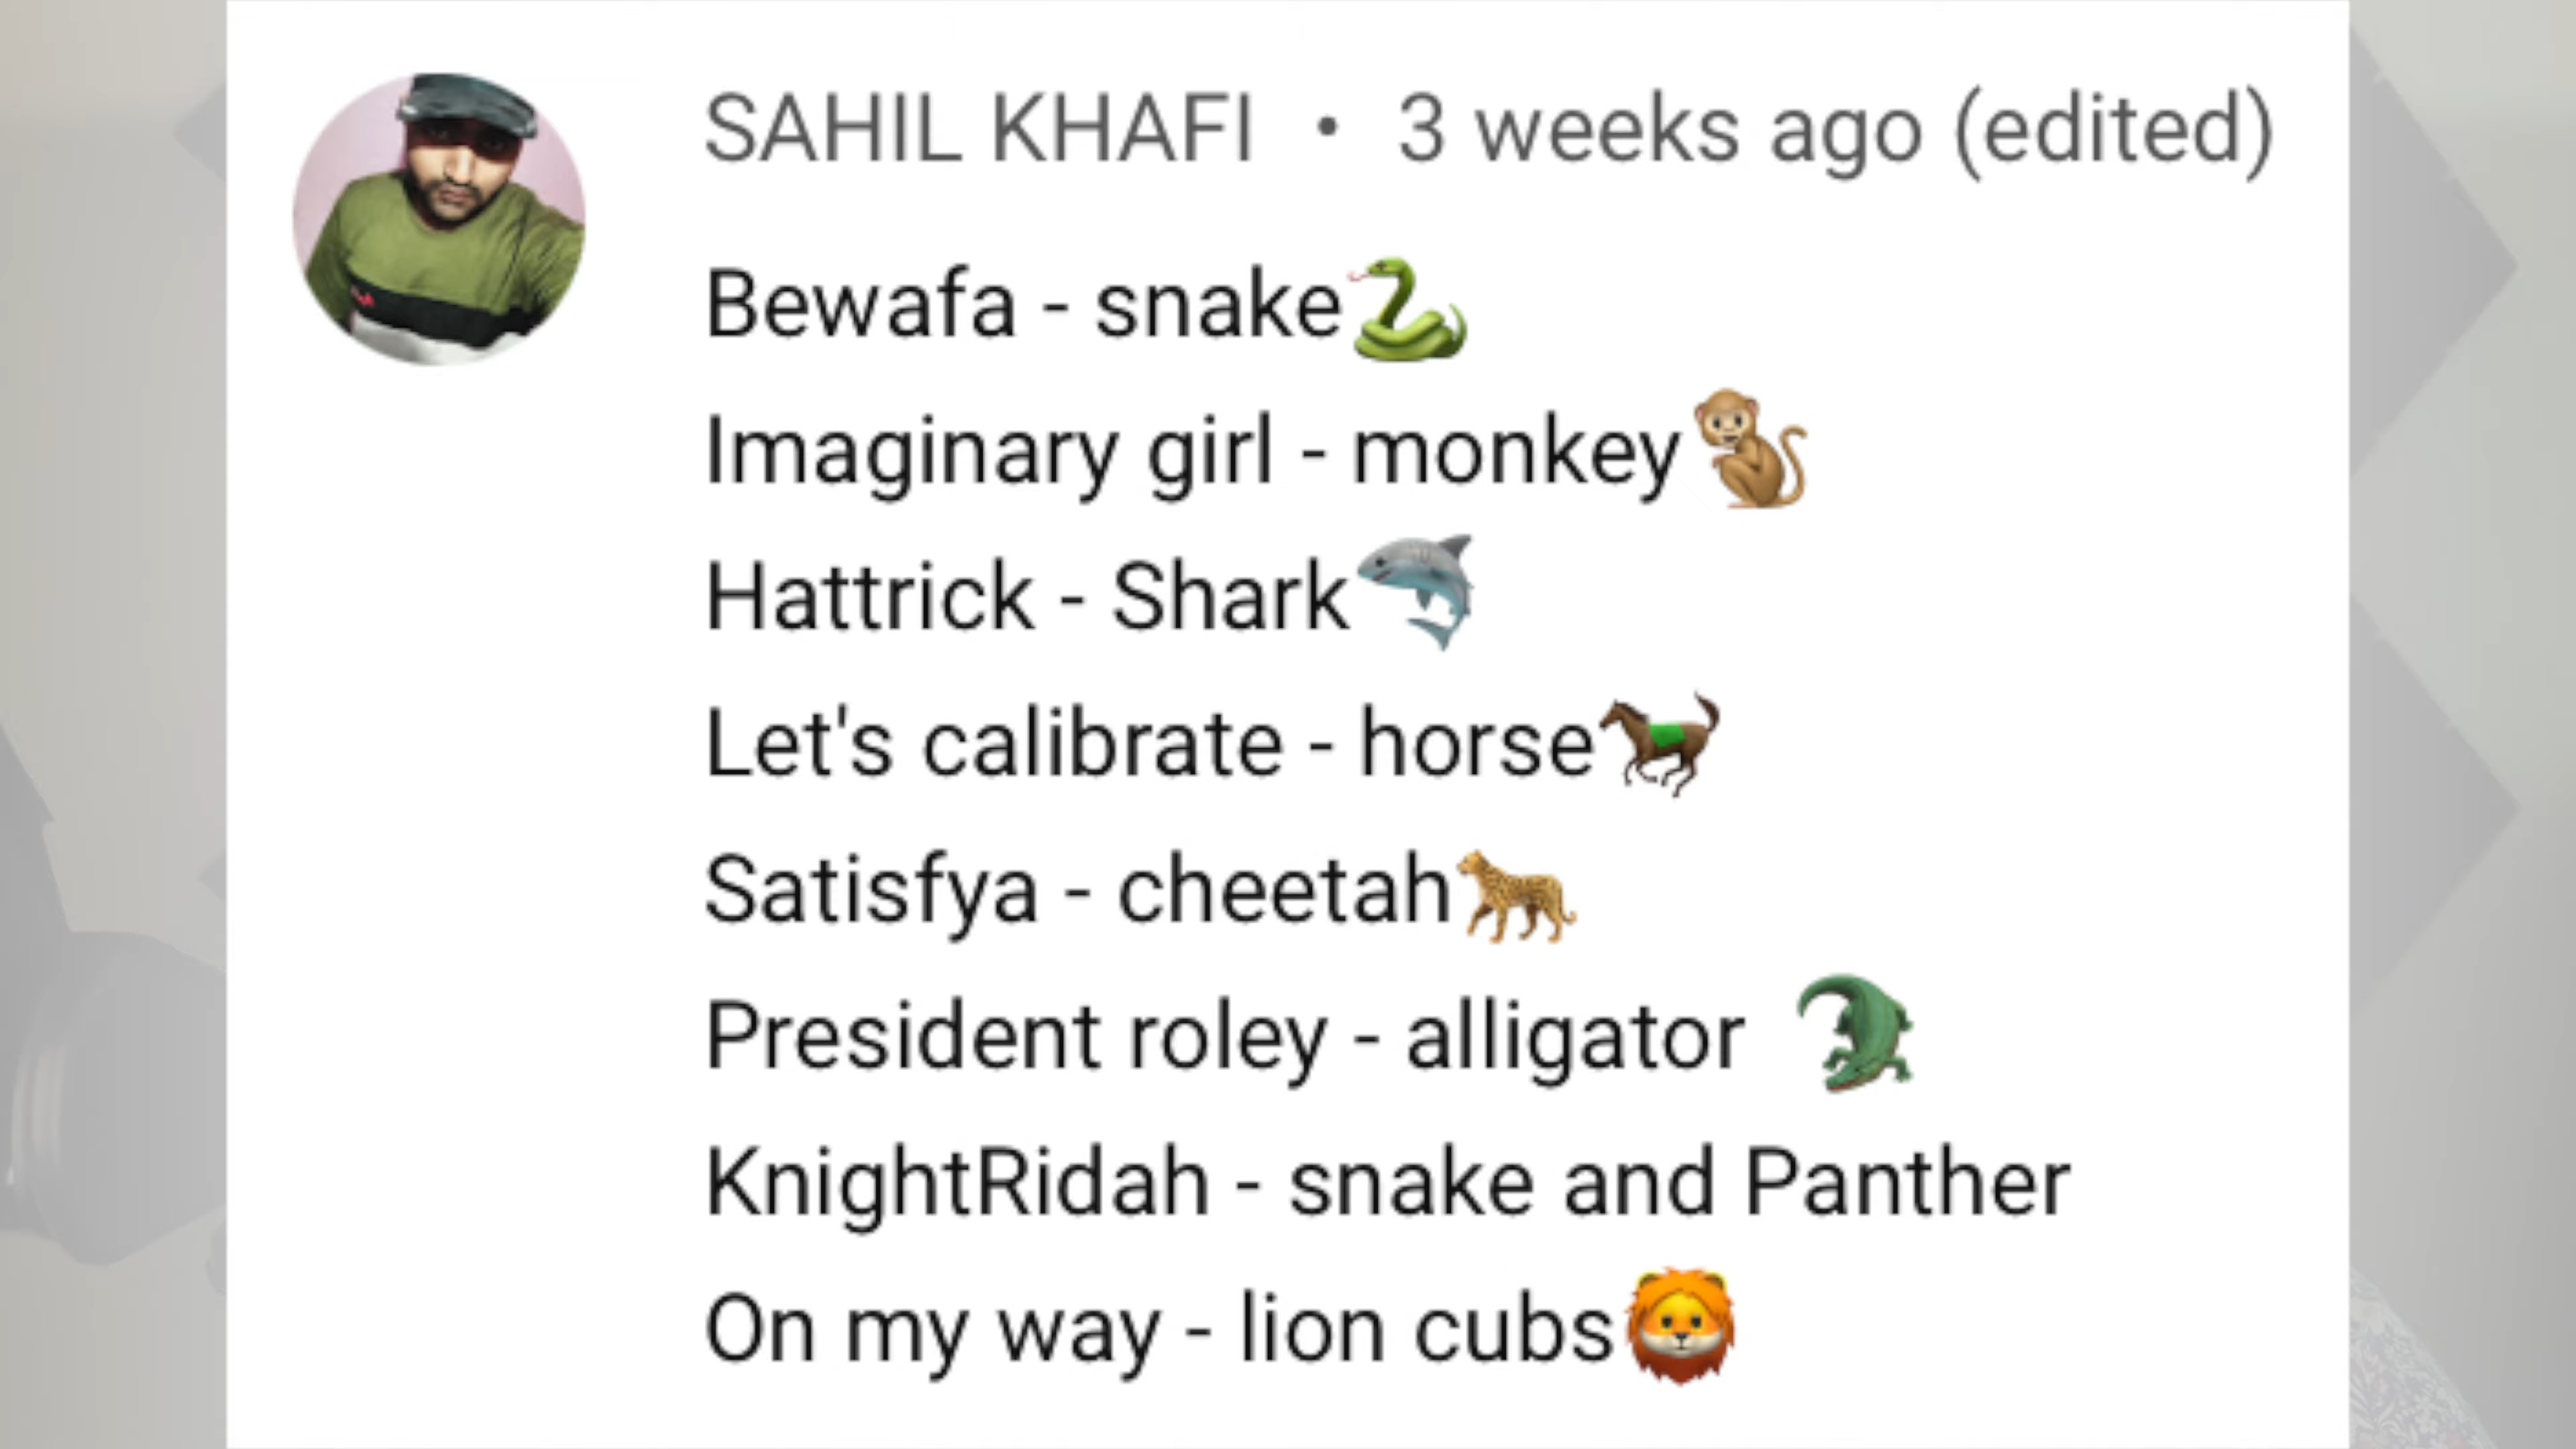 SAHIL KHAFI • 3 weeks ago (edited)
Bewafa - snake🐍
Imaginary girl - monkey🐒
Hattrick - Shark🦈
Let's calibrate - horse🐎
Satisfya - cheetah🐆
President roley - alligator 🐊
KnightRidah - snake and Panther
On my way - lion cubs🦁